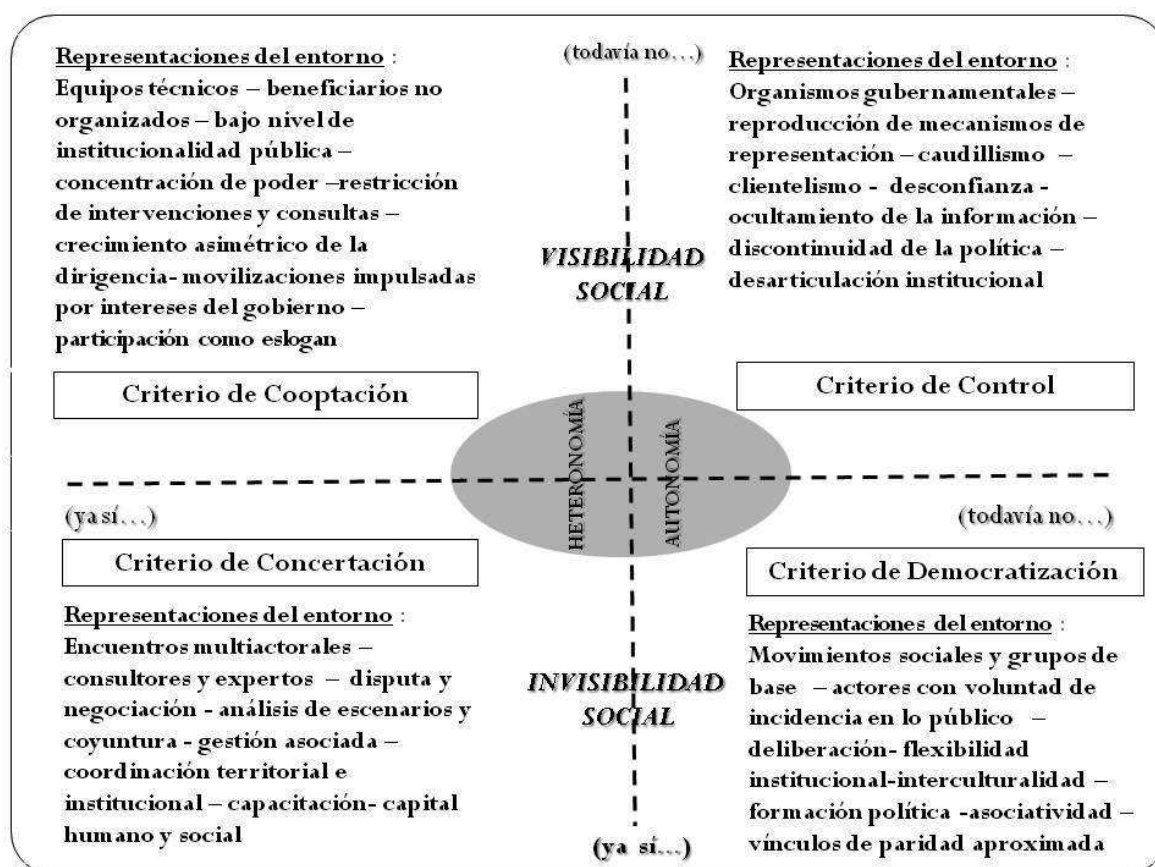 Representaciones del entorno :
Equipos técnicos – beneficiarios no
organizados – bajo nivel de
institucionalidad pública –
concentración de poder –restricción
de intervenciones y consultas –
crecimiento asimétrico de la
dirigencia- movilizaciones impulsadas
por intereses del gobierno –
participación como eslogan
Criterio de Cooptación
(todavía no…)
VISIBILIDAD
SOCIAL
Representaciones del entorno :
Organismos gubernamentales –
reproducción de mecanismos de
representación – caudillismo –
clientelismo - desconfianza -
ocultamiento de la información –
discontinuidad de la política –
desarticulación institucional
Criterio de Control
HETERONOMÍA
AUTONOMÍA
(ya sí…)
(todavía no…)
Criterio de Concertación
Representaciones del entorno :
Encuentros multiactorales –
consultores y expertos – disputa y
negociación - análisis de escenarios y
coyuntura - gestión asociada –
coordinación territorial e
institucional – capacitación- capital
humano y social
INVISIBILIDAD
SOCIAL
(ya sí…)
Criterio de Democratización
Representaciones del entorno :
Movimientos sociales y grupos de
base – actores con voluntad de
incidencia en lo público –
deliberación- flexibilidad
institucional-interculturalidad –
formación política -asociatividad –
vínculos de paridad aproximada